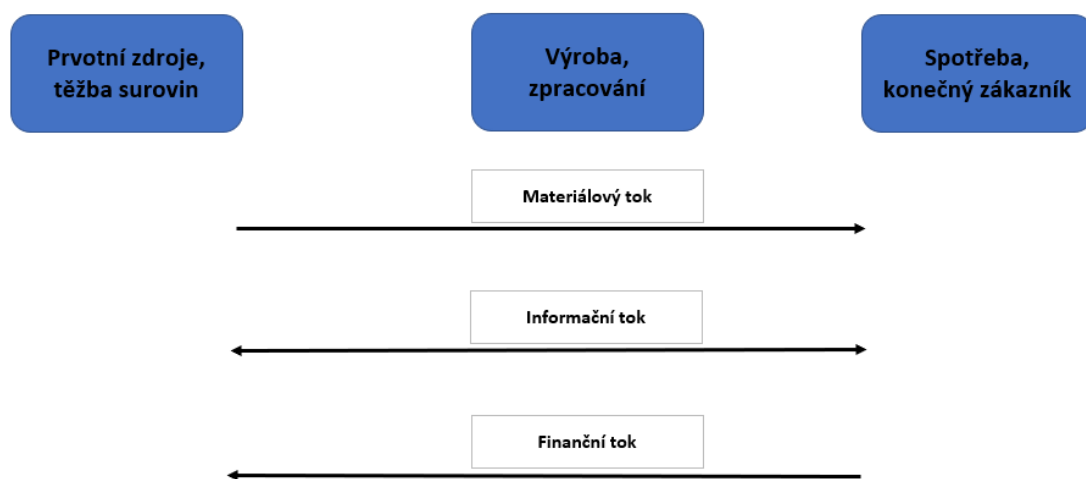 Prvotní zdroje,
těžba surovin
Výroba,
zpracování
Spotřeba,
konečný zákazník
Materiálový tok
Informační tok
Finanční tok